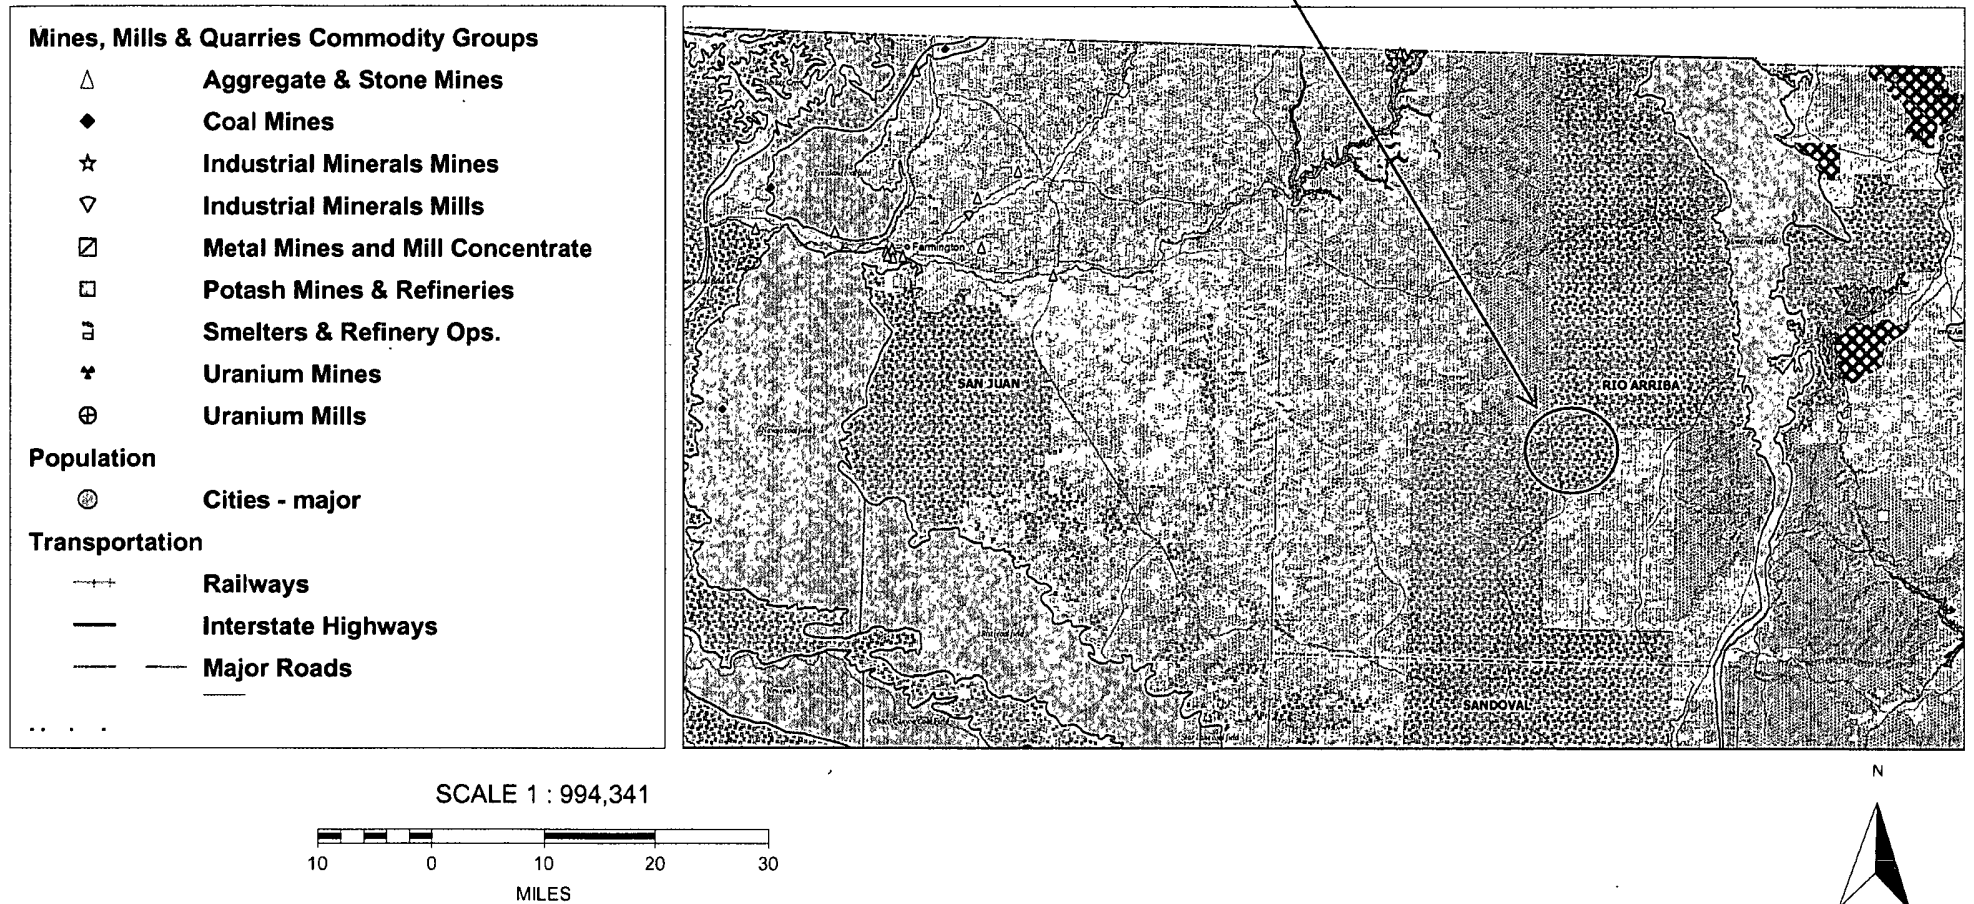 Mines, Mills & Quarries Commodity Groups
Aggregate & Stone Mines
Coal Mines
Industrial Minerals Mines
Industrial Minerals Mills
Metal Mines and Mill Concentrate
Potash Mines & Refineries
Smelters & Refinery Ops.
Uranium Mines
Uranium Mills
Population
Cities - major
Transportation
Railways
Interstate Highways
Major Roads
Farmington
SAN JUAN
RIO ARRIBA
SANDOVAL
SCALE 1 : 994,341
10 0 10 20 30
MILES
N